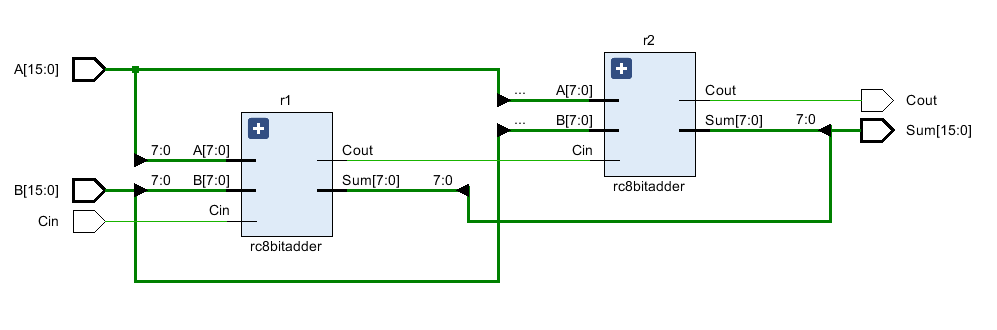 r2
A[15:0]
... A[7:0]
Cout
Cout
r1
... B[7:0]
Sum[7:0] 7:0
Sum[15:0]
7:0 A[7:0]
Cout
Cin
B[15:0]
7:0 B[7:0]
Sum[7:0] 7:0
rc8bitadder
Cin
Cin
rc8bitadder